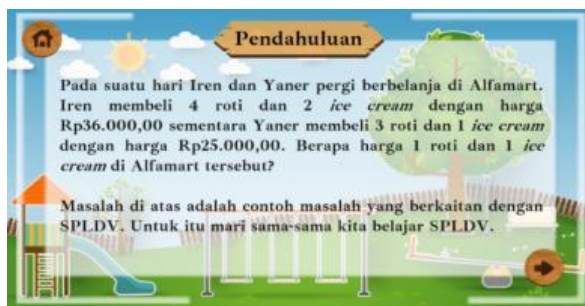 Pendahuluan
Pada suatu hari Iren dan Yaner pergi berbelanja di Alfamart.
Iren membeli 4 roti dan 2 ice cream dengan harga
Rp36.000,00 sementara Yaner membeli 3 roti dan 1 ice cream
dengan harga Rp25.000,00. Berapa harga 1 roti dan 1 ice
cream di Alfamart tersebut?
Masalah di atas adalah contoh masalah yang berkaitan dengan
SPLDV. Untuk itu mari sama-sama kita belajar SPLDV.